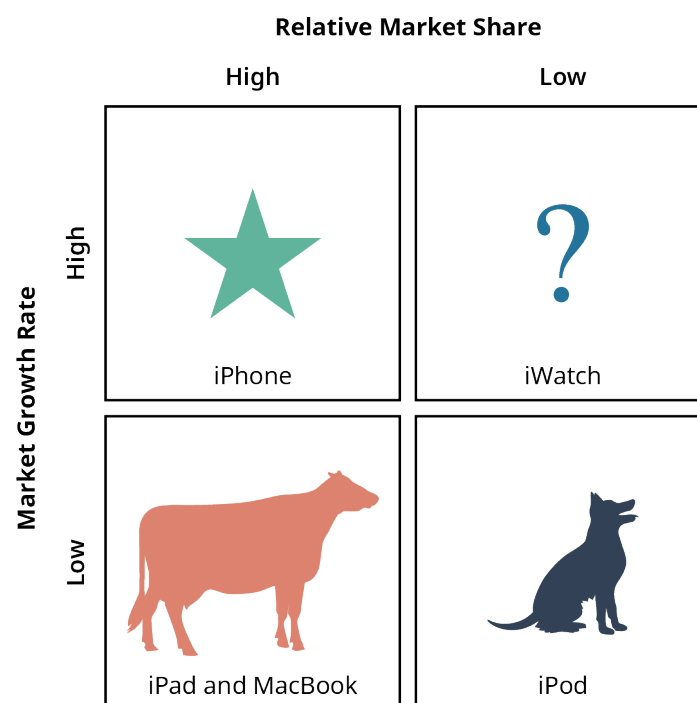 Relative Market Share
High
Low
Market Growth Rate
High
?
iPhone
iWatch
Low
iPad and MacBook
iPod